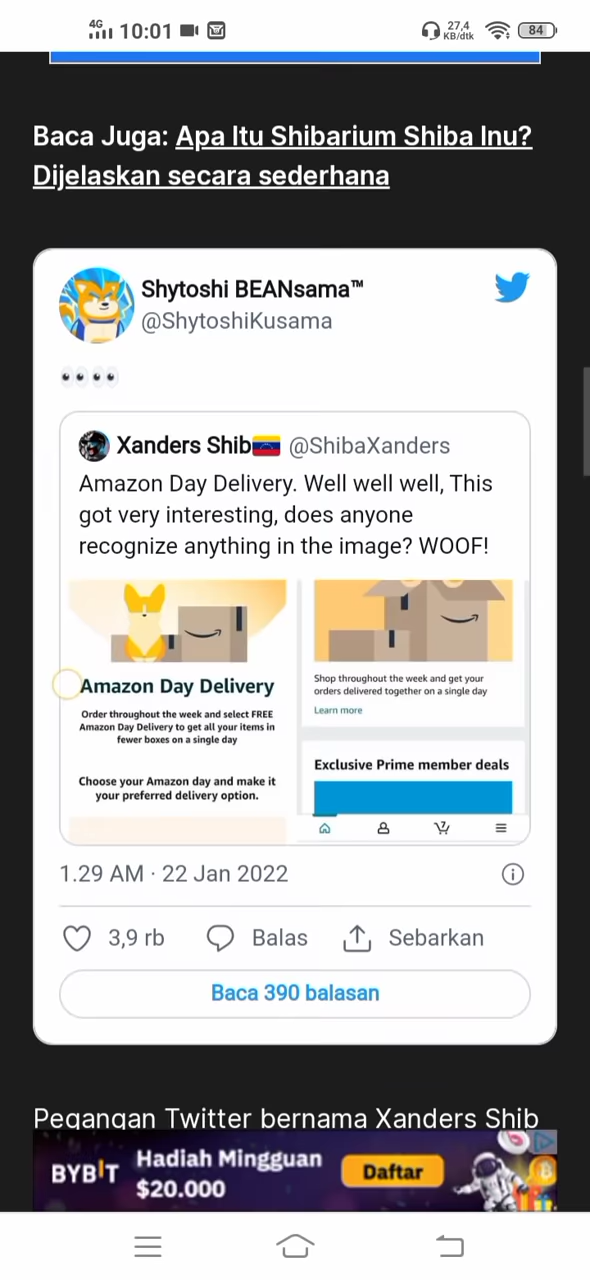 4G 10:01 27,4 KB/dtk 84
Baca Juga: Apa Itu Shibarium Shiba Inu?
Dijelaskan secara sederhana
Shytoshi BEANsama™
@ShytoshiKusama
Xanders Shib @ShibaXanders
Amazon Day Delivery. Well well well, This
got very interesting, does anyone
recognize anything in the image? WOOF!
Amazon Day Delivery
Order throughout the week and select FREE
Amazon Day Delivery to get all your items in
fewer boxes on a single day
Choose your Amazon day and make it
your preferred delivery option.
Shop throughout the week and get your
orders delivered together on a single day
Learn more
Exclusive Prime member deals
7
1.29 AM · 22 Jan 2022
3,9 rb Balas Sebarkan
Baca 390 balasan
Pegangan Twitter bernama Xanders Shib
BYBIT
Hadiah Mingguan
$20.000
Daftar